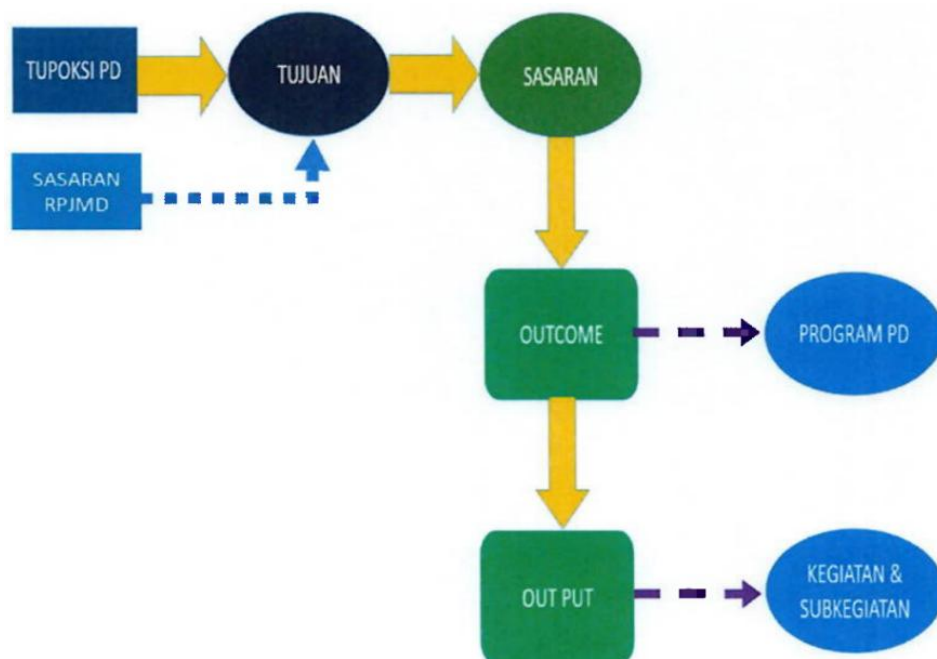 TUPOKSI PD
TUJUAN
SASARAN
SASARAN
RPJMD
OUTCOME
PROGRAM PD
OUT PUT
KEGIATAN &
SUBKEGIATAN